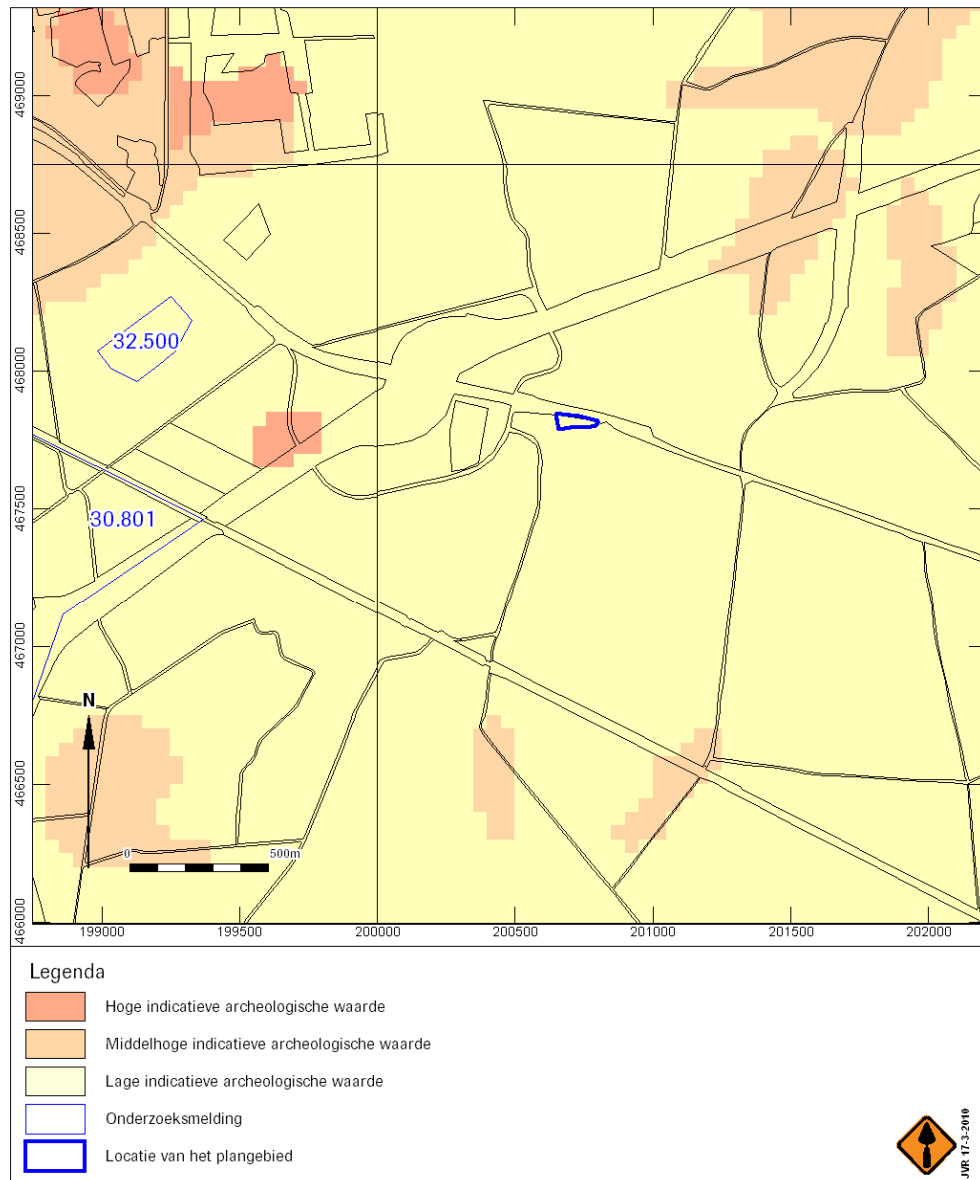 469000
468500
468000
467500
467000
466500
466000
32.500
30.801
N
0 500m
199000 199500 200000 200500 201000 201500 202000
Legenda
Hoge indicatieve archeologische waarde
Middelhoge indicatieve archeologische waarde
Lage indicatieve archeologische waarde
Onderzoeksmelding
Locatie van het plangebied
JVR 17-3-2010